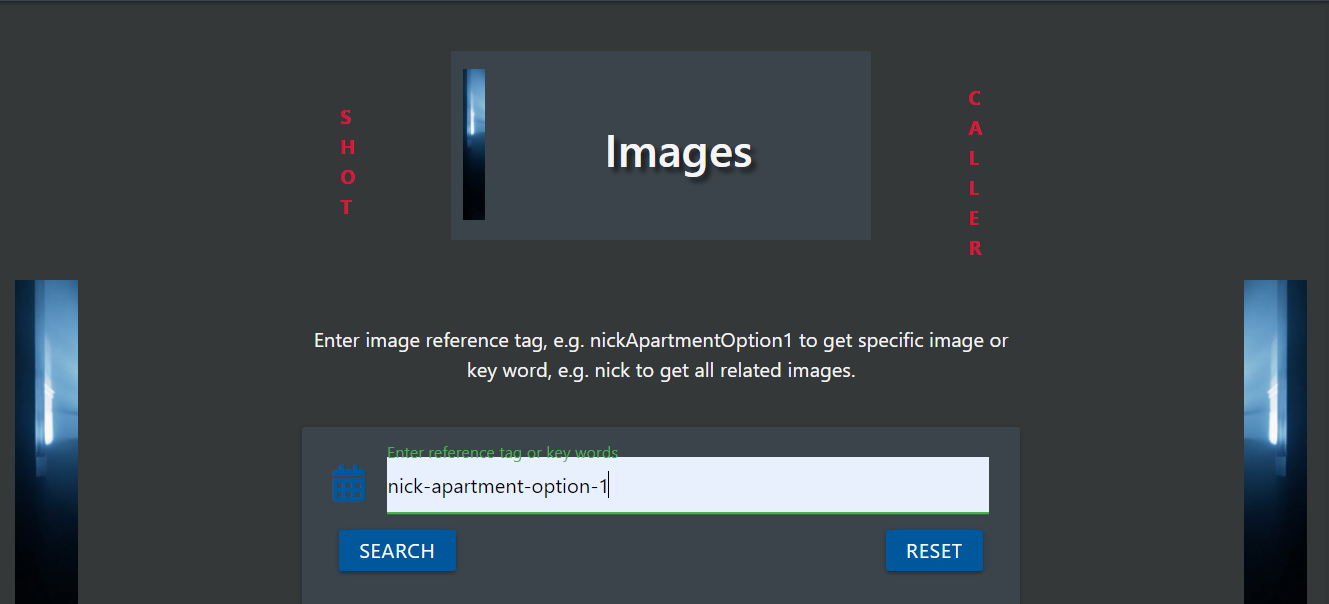 SHOT
CALLER
Images
Enter image reference tag, e.g. nickApartmentOption1 to get specific image or
key word, e.g. nick to get all related images.
Enter reference tag or key words
nick-apartment-option-1
SEARCH
RESET